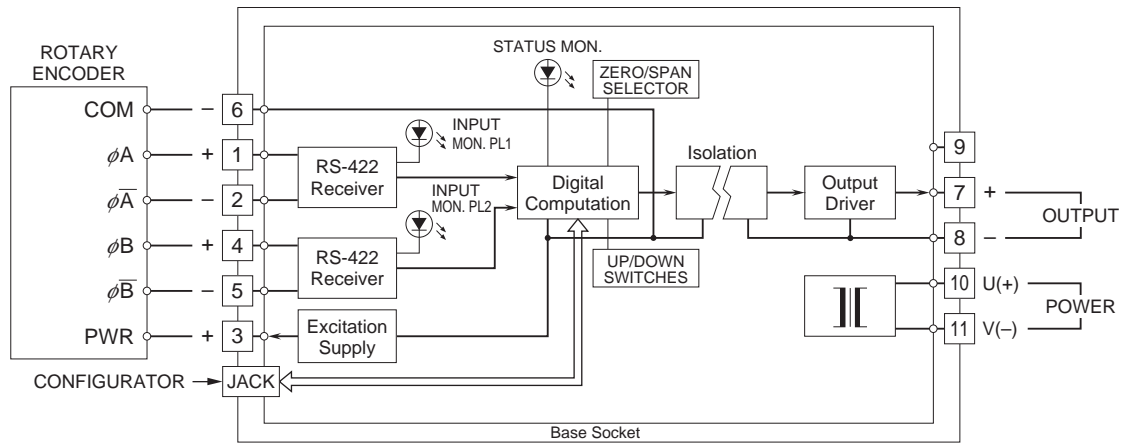 ROTARY
ENCODER
COM
− 6
φA
+ 1
φA̅
− 2
φB
+ 4
φB̅
− 5
PWR
+ 3
CONFIGURATOR
JACK
STATUS MON.
ZERO/SPAN
SELECTOR
INPUT
MON. PL1
RS-422
Receiver
INPUT
MON. PL2
RS-422
Receiver
Digital
Computation
UP/DOWN
SWITCHES
Excitation
Supply
Isolation
Output
Driver
9
7 +
8 –
OUTPUT
10 U(+)
11 V(–)
POWER
Base Socket